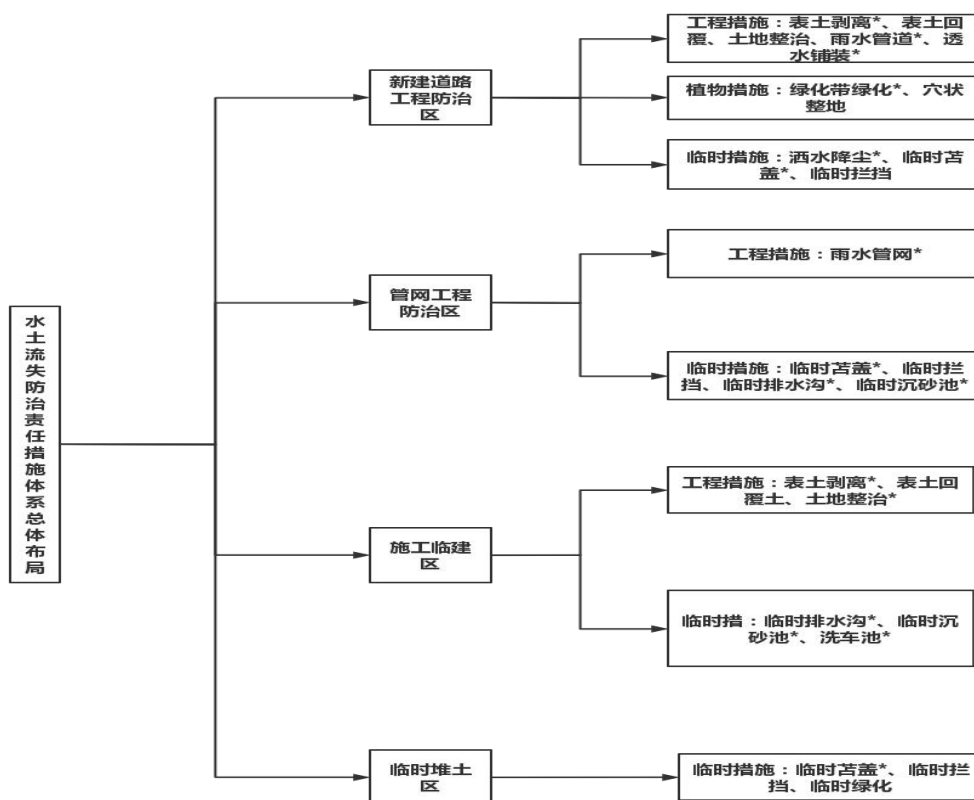 水土流失防治责任措施体系总体布局
新建道路
工程防治
区
工程措施：表土剥离*、表土回
覆、土地整治、雨水管道*、透
水铺装*
植物措施：绿化带绿化*、穴状
整地
临时措施：洒水降尘*、临时苫
盖*、临时拦挡
管网工程
防治区
工程措施：雨水管网*
临时措施：临时苫盖*、临时拦
挡、临时排水沟*、临时沉砂池*
施工临建
区
工程措施：表土剥离*、表土回
覆土、土地整治*
临时措：临时排水沟*、临时沉
砂池*、洗车池*
临时堆土
区
临时措施：临时苫盖*、临时拦
挡、临时绿化